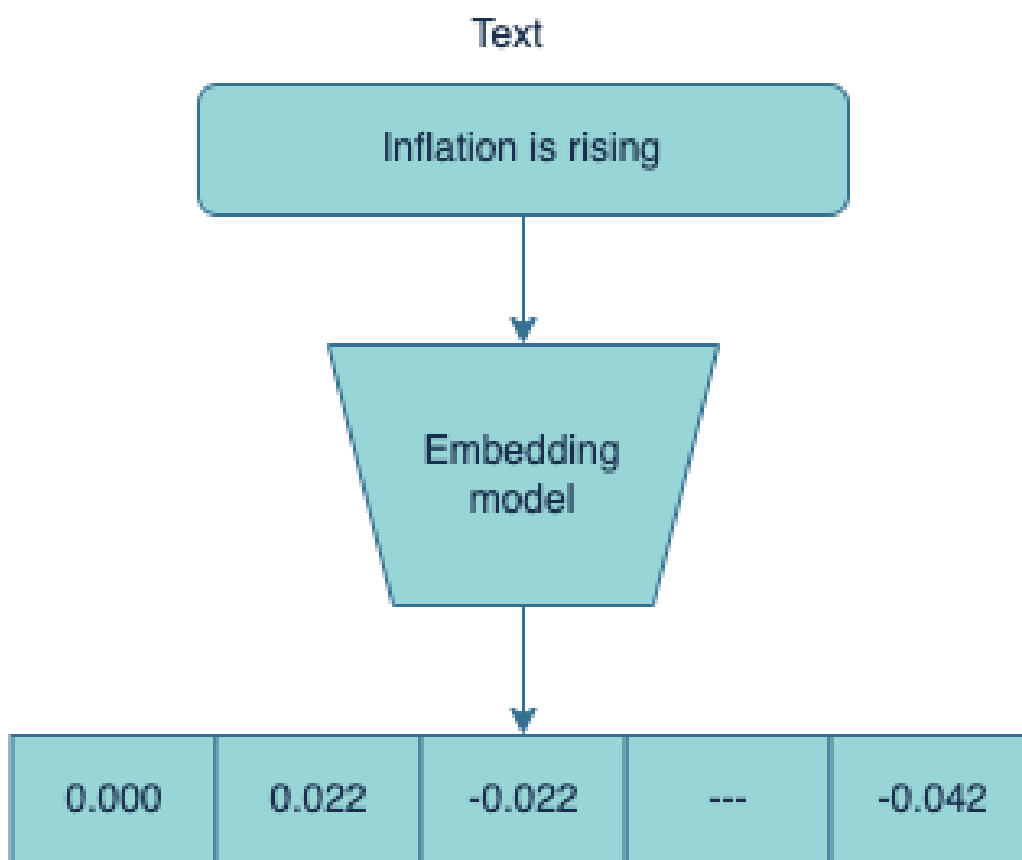 Text
Inflation is rising
Embedding
model
0.000 0.022 -0.022 --- -0.042